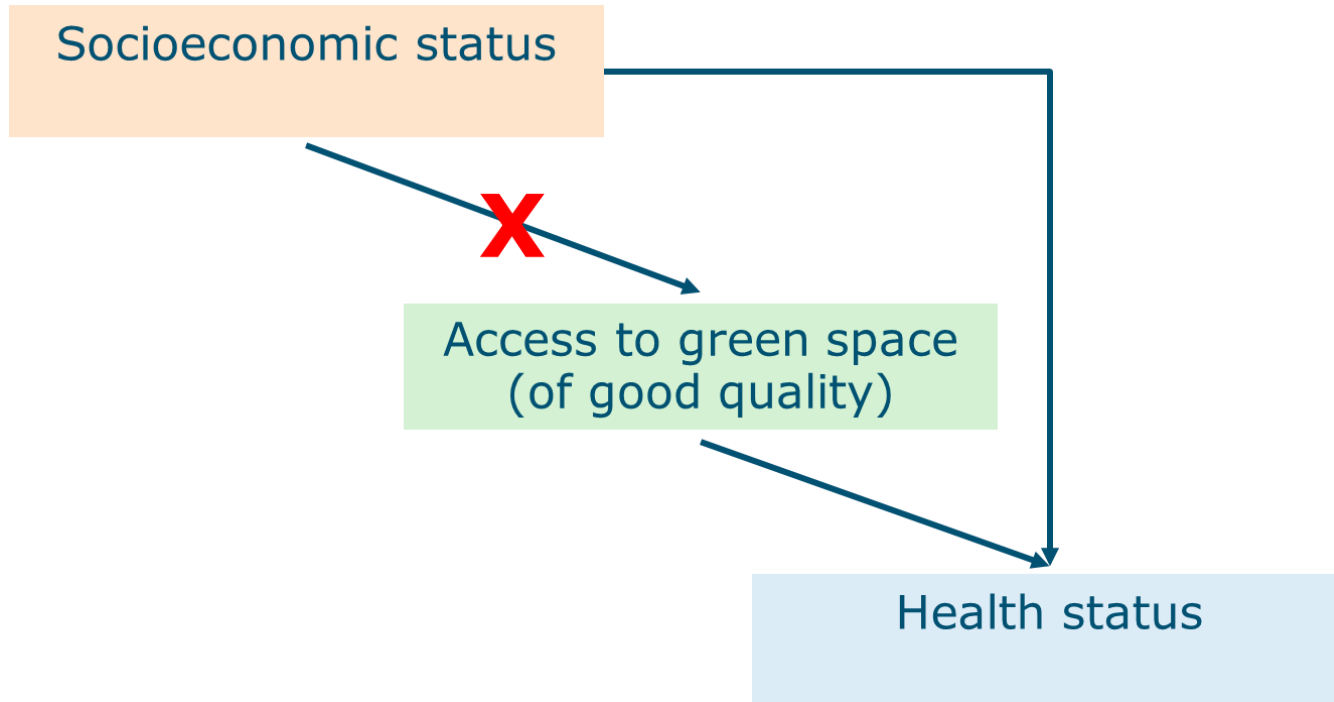 Socioeconomic status
X
Access to green space
(of good quality)
Health status